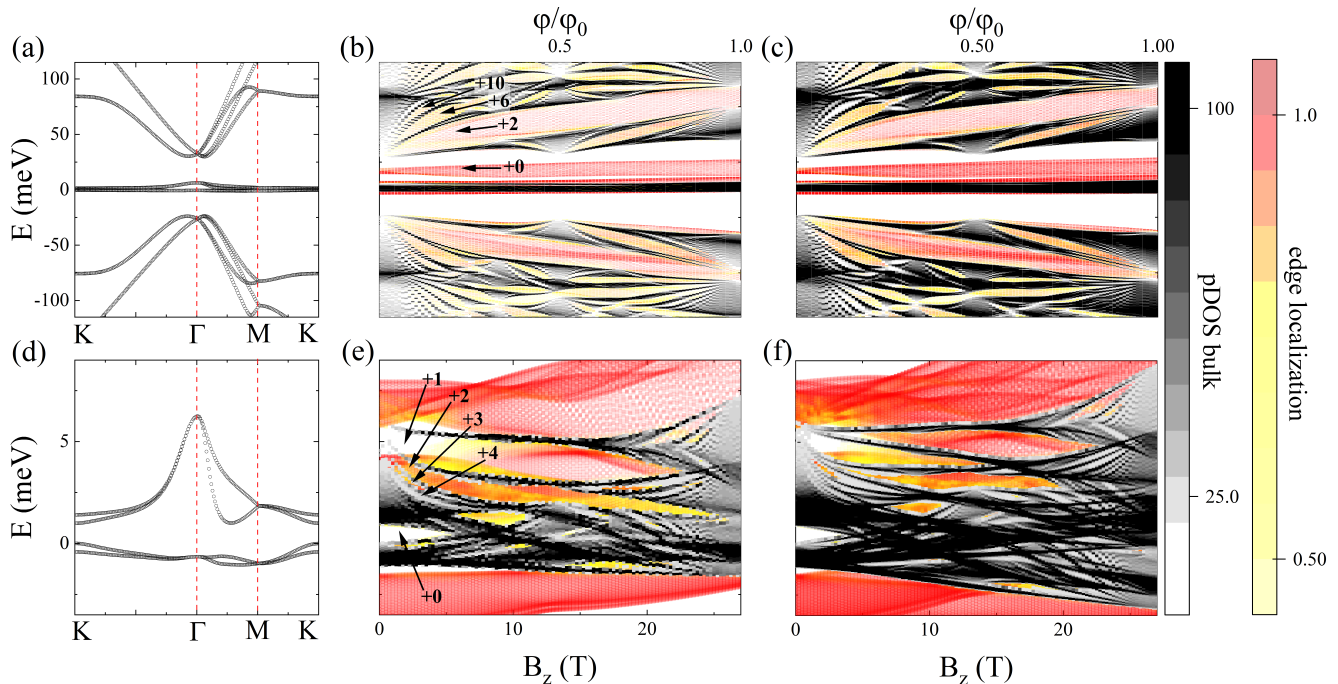 φ/φ0
φ/φ0
(a)
(b)
0.5
1.0
(c)
0.50
1.00
100
50
0
-50
-100
E (meV)
K
Γ
M
K
+10
+6
+2
+0
(d)
5
0
E (meV)
K
Γ
M
K
(e)
+1
+2
+3
+4
+0
0
10
20
Bz (T)
(f)
0
10
20
Bz (T)
100
25.0
pDOS bulk
1.0
0.50
edge localization